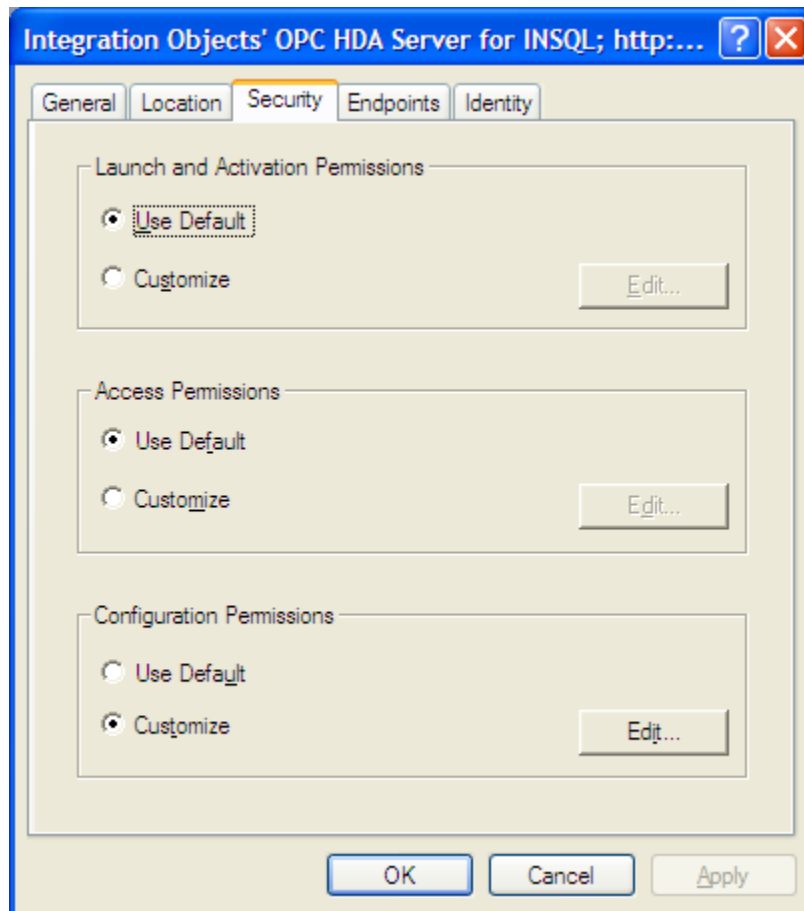 Integration Objects' OPC HDA Server for INSQL; http:...
General Location Security Endpoints Identity
Launch and Activation Permissions
Use Default
Customize
Edit...
Access Permissions
Use Default
Customize
Edit...
Configuration Permissions
Use Default
Customize
Edit...
OK Cancel Apply